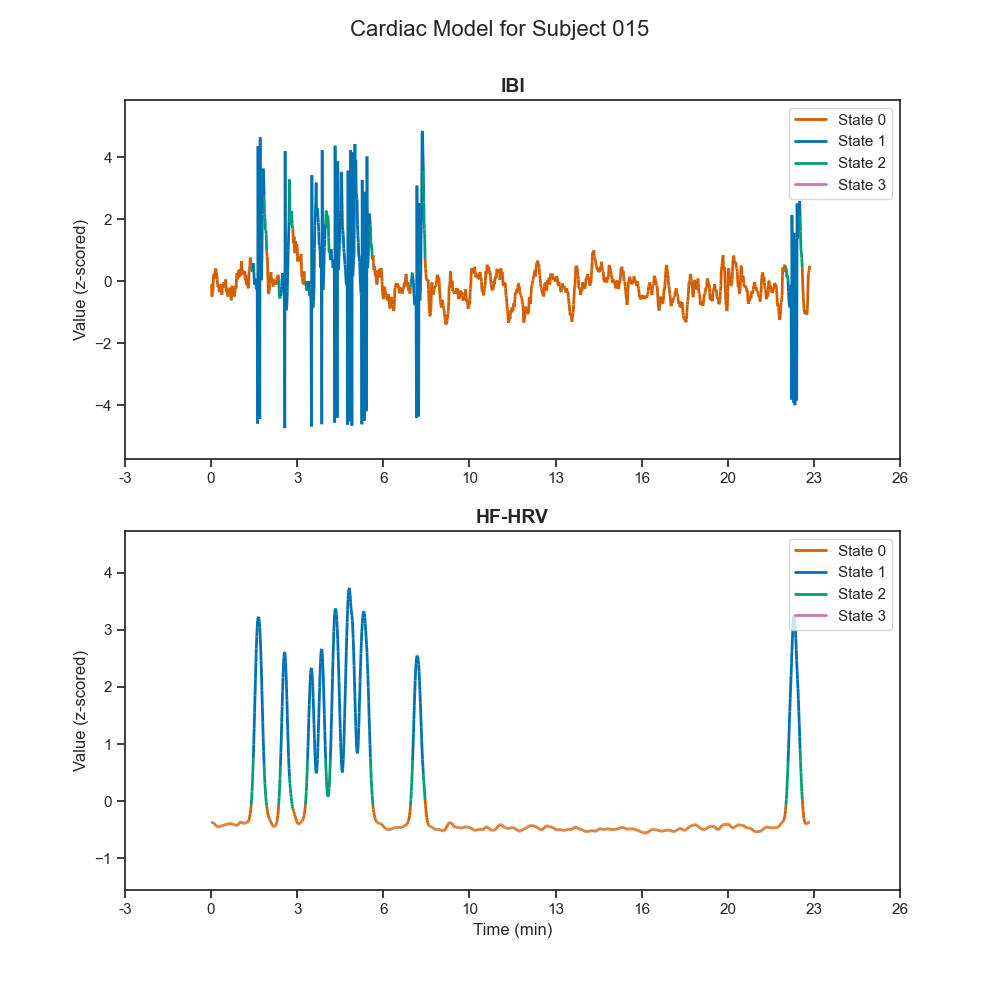 Cardiac Model for Subject 015
IBI
Value (z-scored)
4
2
0
−2
−4
State 0
State 1
State 2
State 3
-3 0 3 6 10 13 16 20 23 26
HF-HRV
Value (z-scored)
4
3
2
1
0
−1
State 0
State 1
State 2
State 3
-3 0 3 6 10 13 16 20 23 26
Time (min)